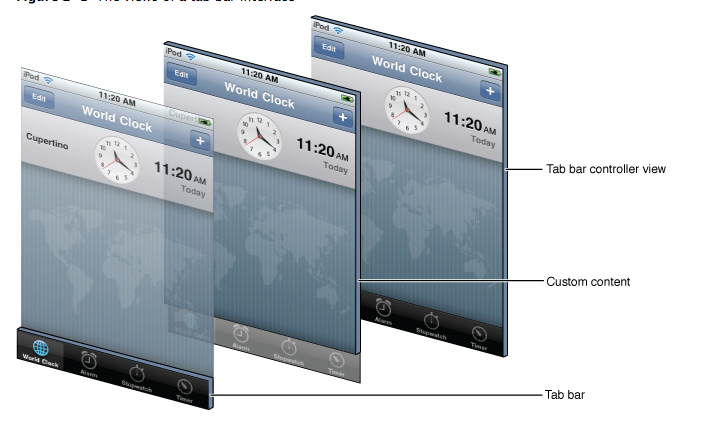 Figure The views of a tab bar interface
iPod
11:20 AM
Edit
World Clock
+
11:20 AM
Today
Alarm
Stopwatch
Timer
iPod
11:20 AM
Edit
World Clock
+
Cuperti
11:20 AM
Today
Alarm
Stopwatch
Timer
iPod
11:20 AM
Edit
World Clock
+
Cupertino
11:20 AM
Today
World Clock
Alarm
Stopwatch
Timer
Tab bar controller view
Custom content
Tab bar